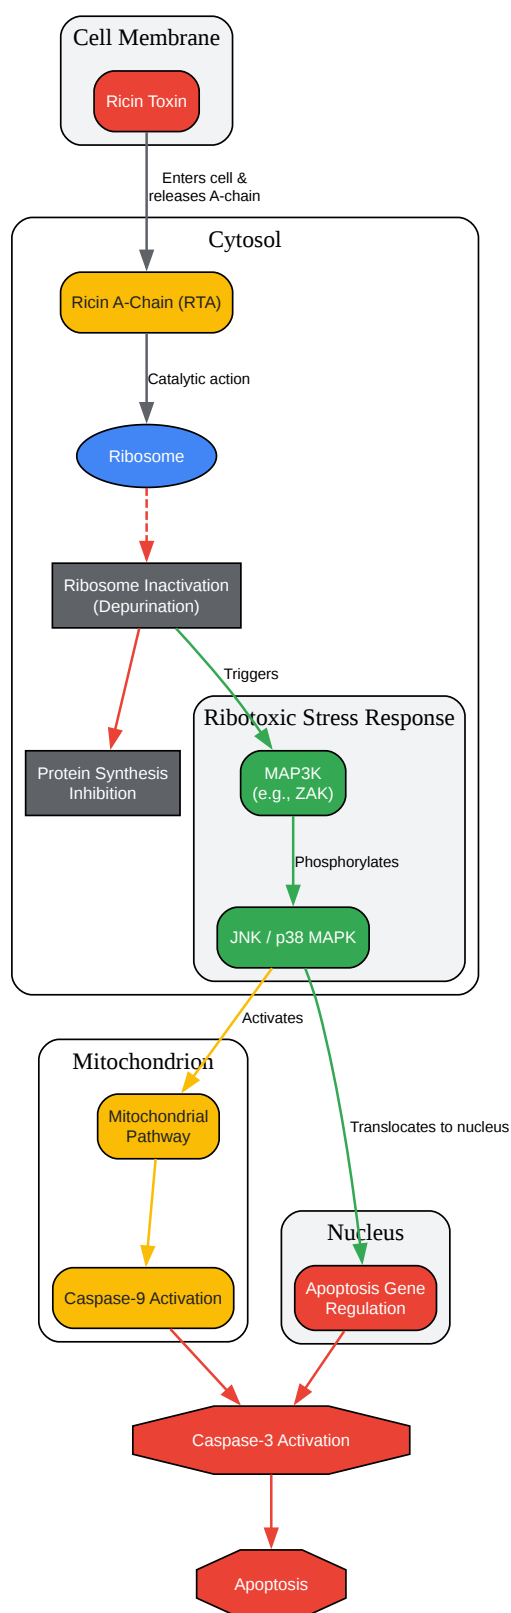 Cell Membrane
Ricin Toxin
Enters cell &
releases A-chain
Cytosol
Ricin A-Chain (RTA)
Catalytic action
Ribosome
Ribosome Inactivation
(Depurination)
Triggers
Ribotoxic Stress Response
Protein Synthesis
Inhibition
MAP3K
(e.g., ZAK)
Phosphorylates
JNK / p38 MAPK
Activates
Mitochondrion
Mitochondrial
Pathway
Translocates to nucleus
Nucleus
Caspase-9 Activation
Apoptosis Gene
Regulation
Caspase-3 Activation
Apoptosis